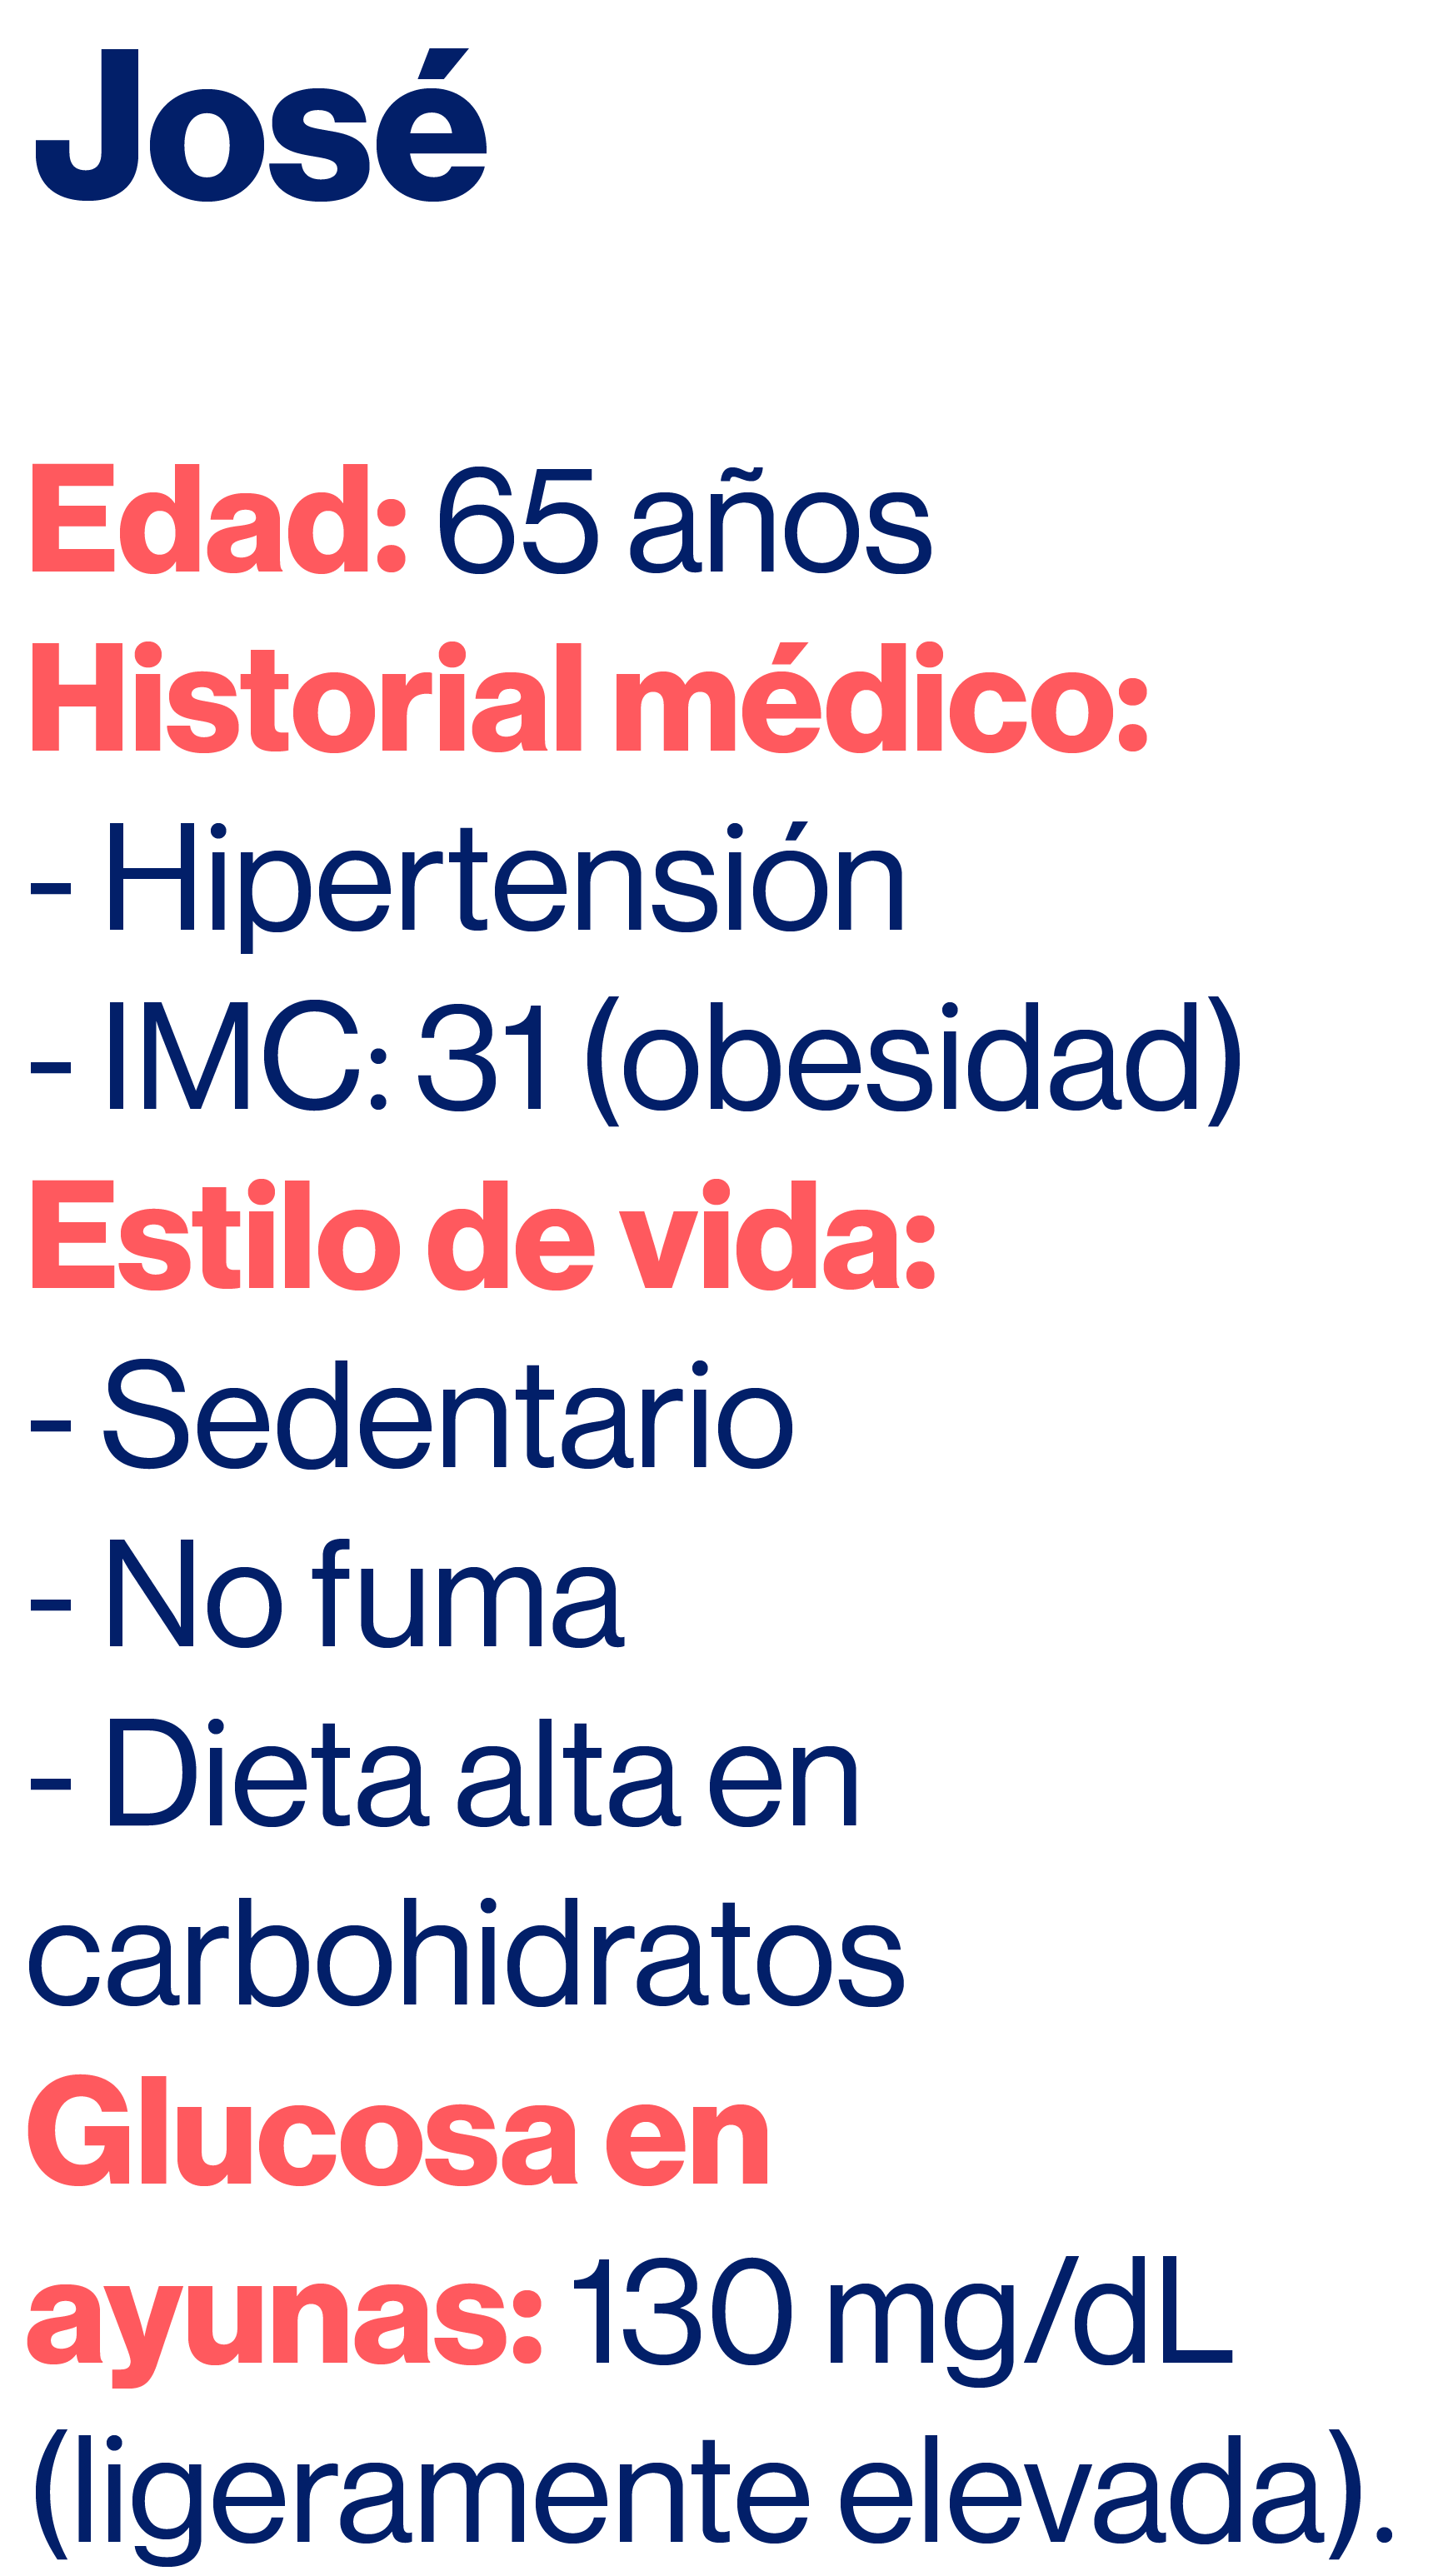 José
Edad: 65 años
Historial médico:
- Hipertensión
- IMC: 31 (obesidad)
Estilo de vida:
- Sedentario
- No fuma
- Dieta alta en
carbohidratos
Glucosa en
ayunas: 130 mg/dL
(ligeramente elevada).